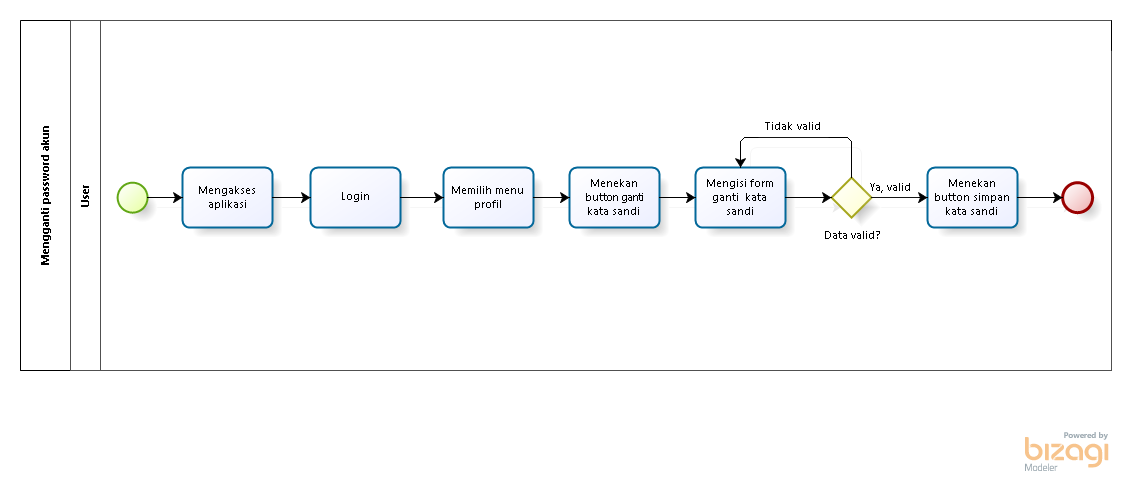 Mengganti password akun
User
Mengakses
aplikasi
Login
Memilih menu
profil
Menekan
button ganti
kata sandi
Mengisi form
ganti kata
sandi
Tidak valid
Data valid?
Ya, valid
Menekan
button simpan
kata sandi
Powered by
bizagi
Modeler